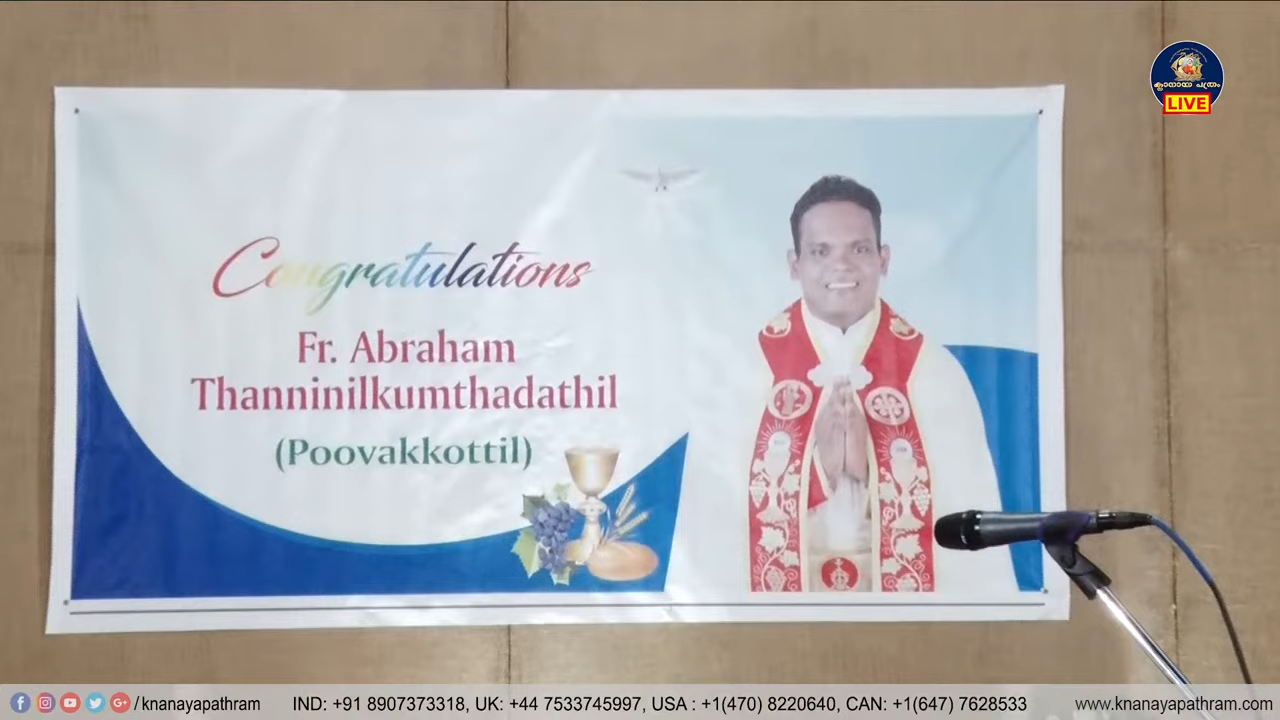 ക്നാനായ പത്രം
LIVE
Congratulations
Fr. Abraham
Thanninilkumthadathil
(Poovakkottil)
/knanayapathram IND: +91 8907373318, UK: +44 7533745997, USA : +1(470) 8220640, CAN: +1(647) 7628533 www.knanayapathram.com